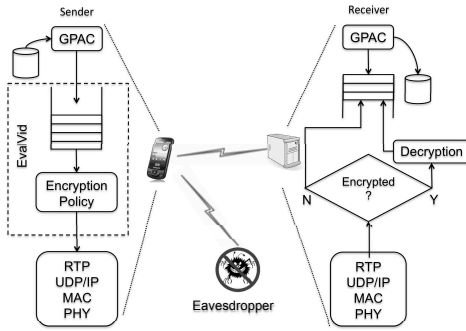 Sender
GPAC
EvalVid
Encryption
Policy
RTP
UDP/IP
MAC
PHY
Eavesdropper
Receiver
GPAC
Decryption
Encrypted
?
N
Y
RTP
UDP/IP
MAC
PHY